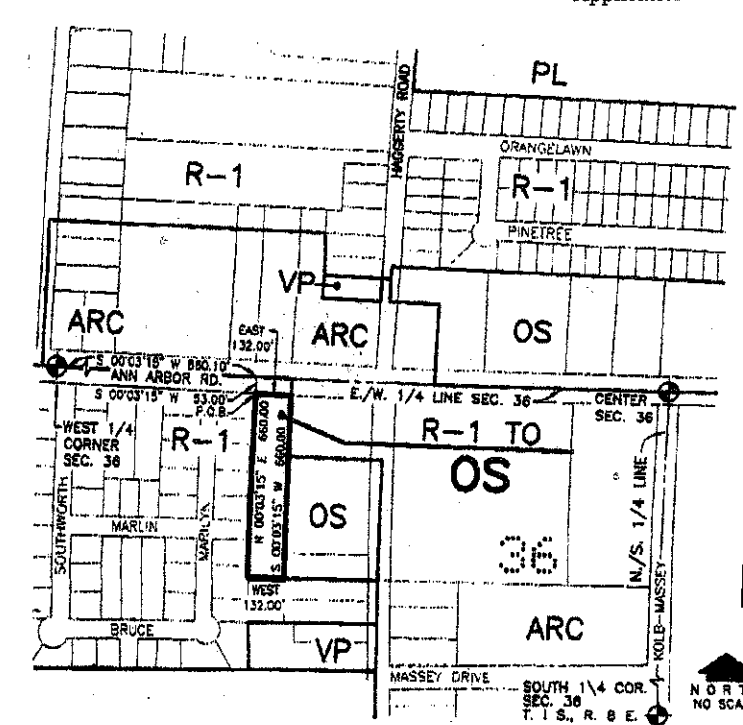 PL
HAGGERTY ROAD
ORANGELAWN
R-1
R-1
PINETREE
VP
ARC
ARC
OS
EAST
132.00'
S 00°03'15" W 660.10'
ANN ARBOR RD.
S 00°03'15" W 53.00'
P.O.B.
E./W. 1/4 LINE SEC. 36
CENTER
SEC. 36
WEST 1/4
CORNER
SEC. 36
R-1
R-1 TO
OS
N 00°03'15" E 660.00
S 00°03'15" W 660.00
OS
36
N./S. 1/4 LINE
SOUTHWORTH
MARLIN
MARILYN
WEST
132.00'
BRUCE
VP
ARC
KOLB-MASSEY
MASSEY DRIVE
SOUTH 1\4 COR.
SEC. 36
T. 1 S., R. 8 E.
NORT
NO SCA